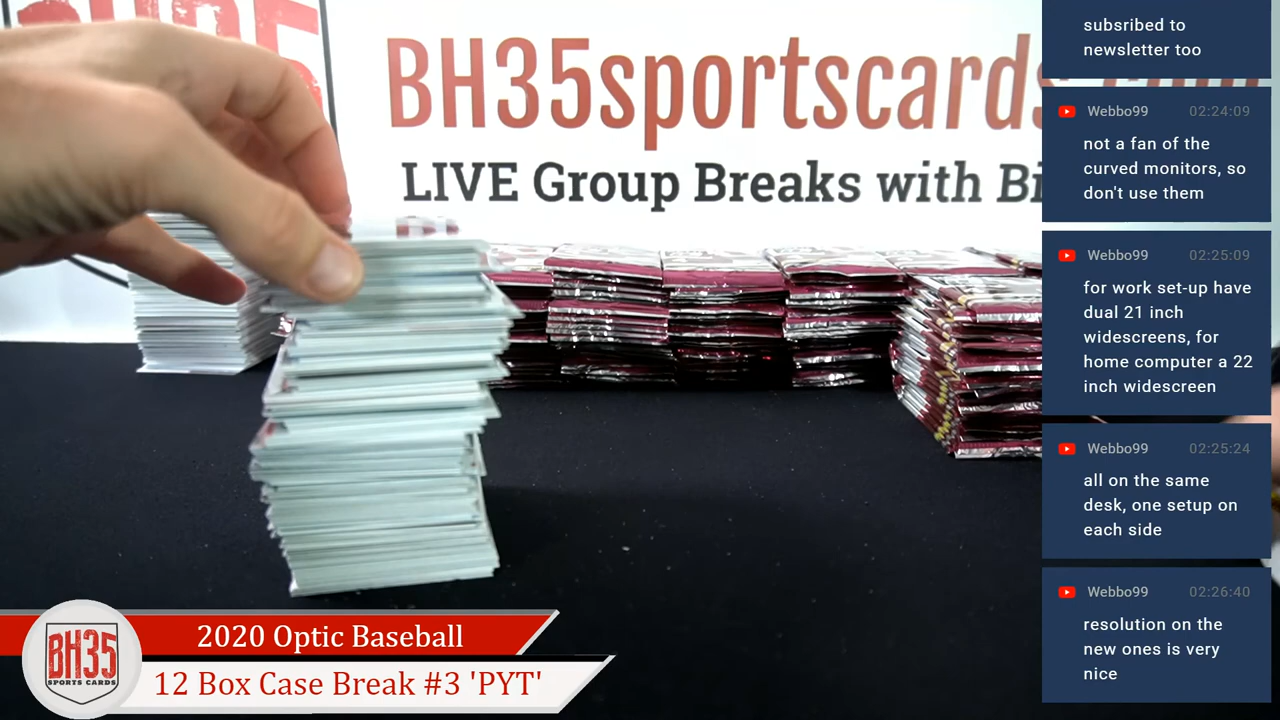 BH35sportscards.com
LIVE Group Breaks with Bi
subsribed to
newsletter too
Webbo99 02:24:09
not a fan of the
curved monitors, so
don't use them
Webbo99 02:25:09
for work set-up have
dual 21 inch
widescreens, for
home computer a 22
inch widescreen
Webbo99 02:25:24
all on the same
desk, one setup on
each side
Webbo99 02:26:40
resolution on the
new ones is very
nice
BH35
SPORTS CARDS
2020 Optic Baseball
12 Box Case Break #3 'PYT'